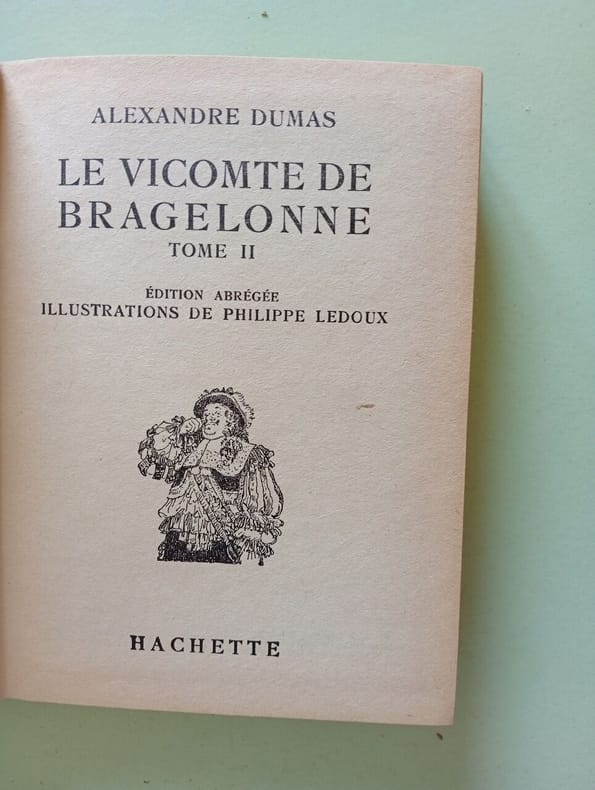 ALEXANDRE DUMAS
LE VICOMTE DE
BRAGELONNE
TOME II
ÉDITION ABRÉGÉE
ILLUSTRATIONS DE PHILIPPE LEDOUX
HACHETTE